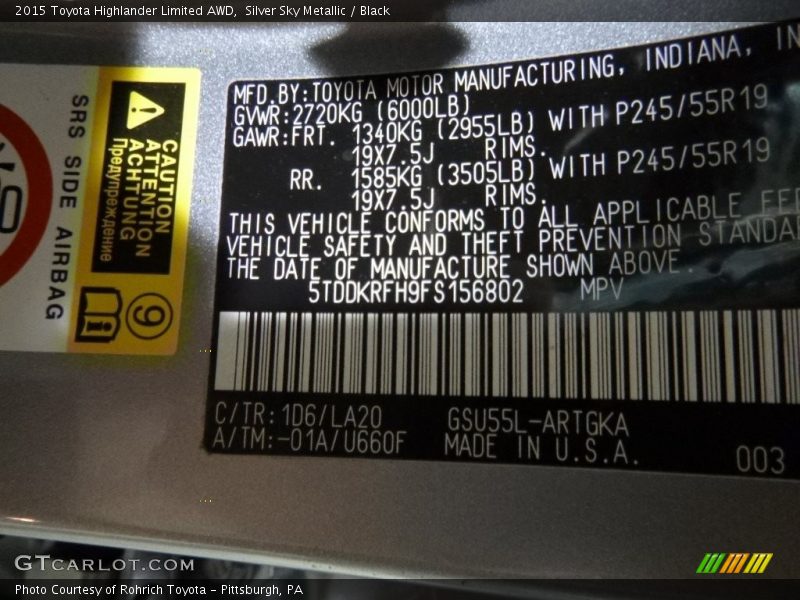 2015 Toyota Highlander Limited AWD,  Silver Sky Metallic / Black
MFD.BY:TOYOTA MOTOR MANUFACTURING, INDIANA, IN
GVWR:2720KG (6000LB)
GAWR:FRT. 1340KG (2955LB) WITH P245/55R19
19X7.5J RIMS.
RR. 1585KG (3505LB) WITH P245/55R19
19X7.5J RIMS.
THIS VEHICLE CONFORMS TO ALL APPLICABLE FE
VEHICLE SAFETY AND THEFT PREVENTION STANDA
THE DATE OF MANUFACTURE SHOWN ABOVE.
5TDDKRFH9FS156802 MPV
C/TR: 1D6/LA20 GSU55L-ARTGKA
A/TM:-01A/U660F MADE IN U.S.A.
003
SRS SIDE AIRBAG
CAUTION
ATTENTION
ACHTUNG
Предупреждение
9
GTCARLOT.COM
Photo Courtesy of Rohrich Toyota - Pittsburgh, PA